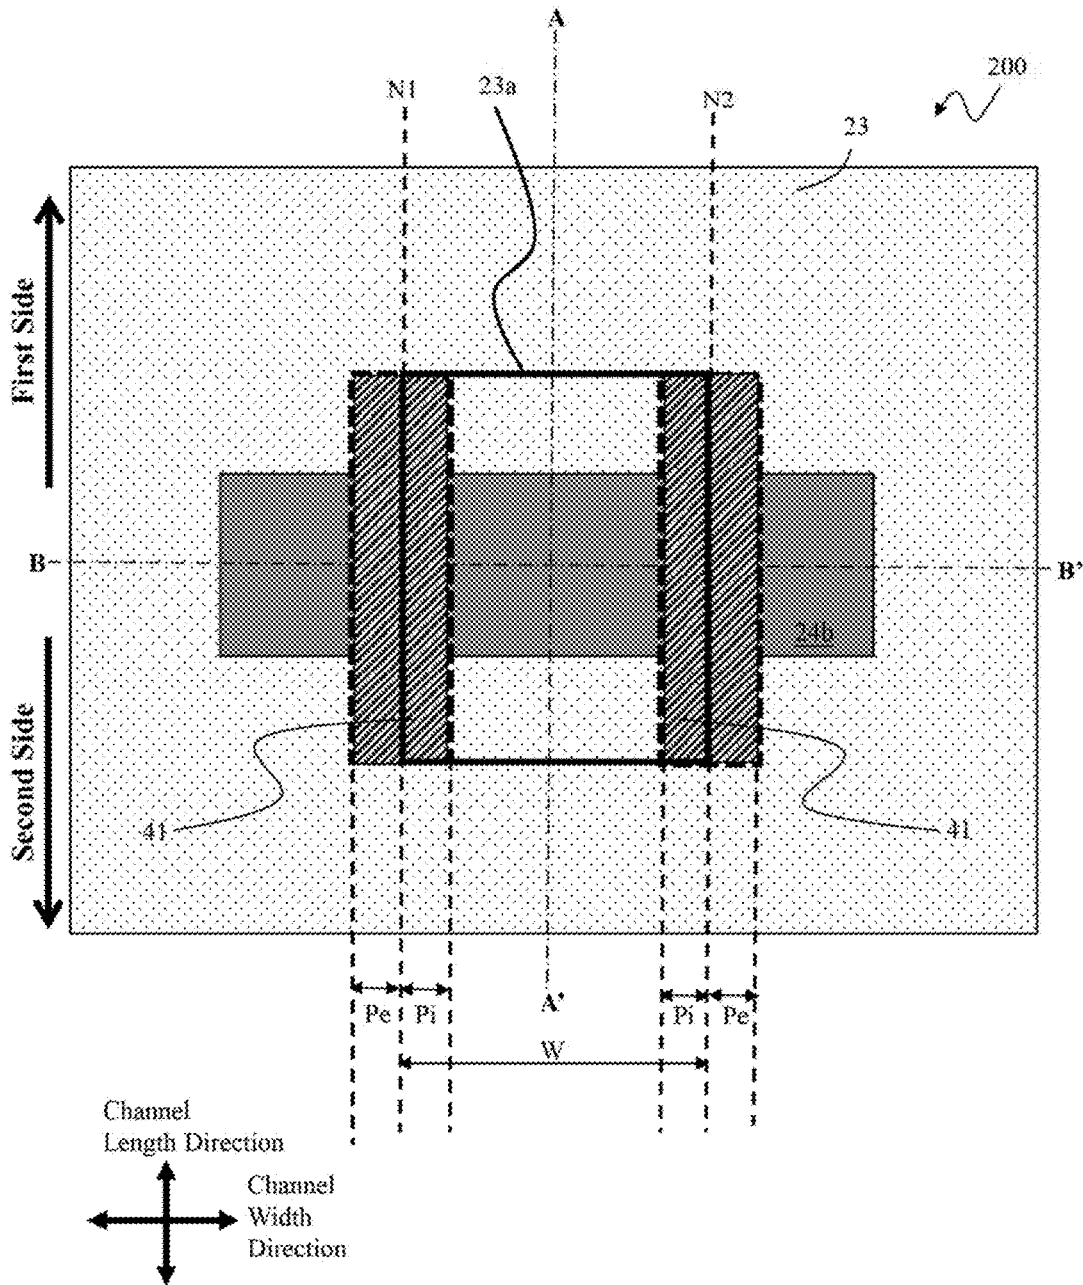 A
200
N1
23a
N2
23
First Side
B
B'
24b
Second Side
41
41
Pe
Pi
A'
Pi
Pe
W
Channel
Length Direction
Channel
Width
Direction